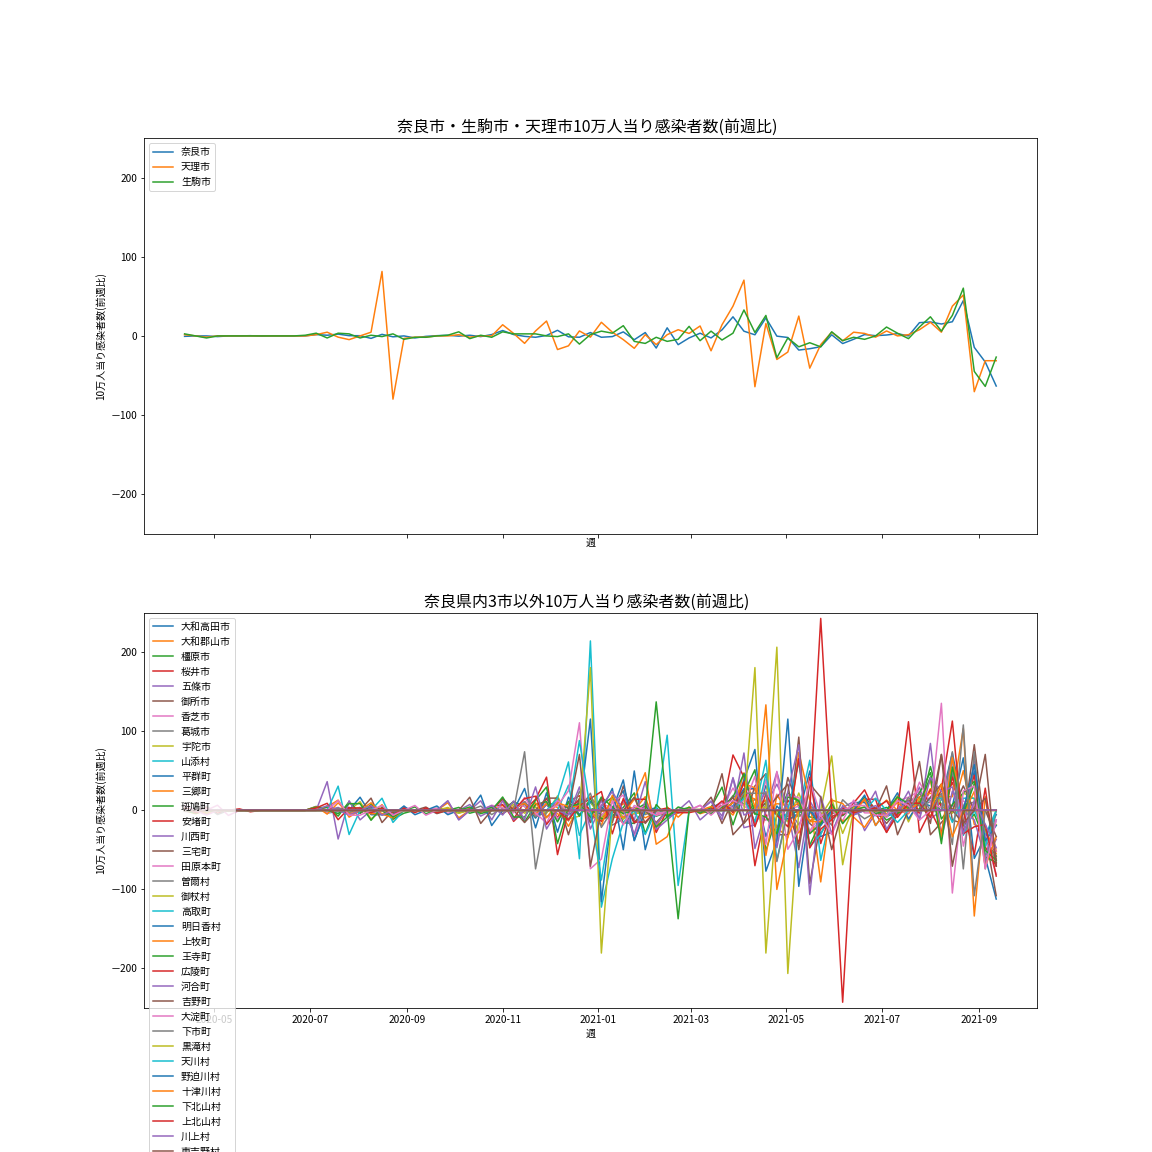 奈良市・生駒市・天理市10万人当り感染者数(前週比)
奈良市
天理市
生駒市
200
100
0
−100
−200
10万人当り感染者数(前週比)
週
奈良県内3市以外10万人当り感染者数(前週比)
大和高田市
大和郡山市
橿原市
桜井市
五條市
御所市
香芝市
葛城市
宇陀市
山添村
平群町
三郷町
斑鳩町
安堵町
川西町
三宅町
田原本町
曽爾村
御杖村
高取町
明日香村
上牧町
王寺町
広陵町
河合町
吉野町
大淀町
下市町
黒滝村
天川村
野迫川村
十津川村
下北山村
上北山村
川上村
東吉野村
200
100
0
−100
−200
10万人当り感染者数(前週比)
2020-05
2020-07
2020-09
2020-11
2021-01
2021-03
2021-05
2021-07
2021-09
週